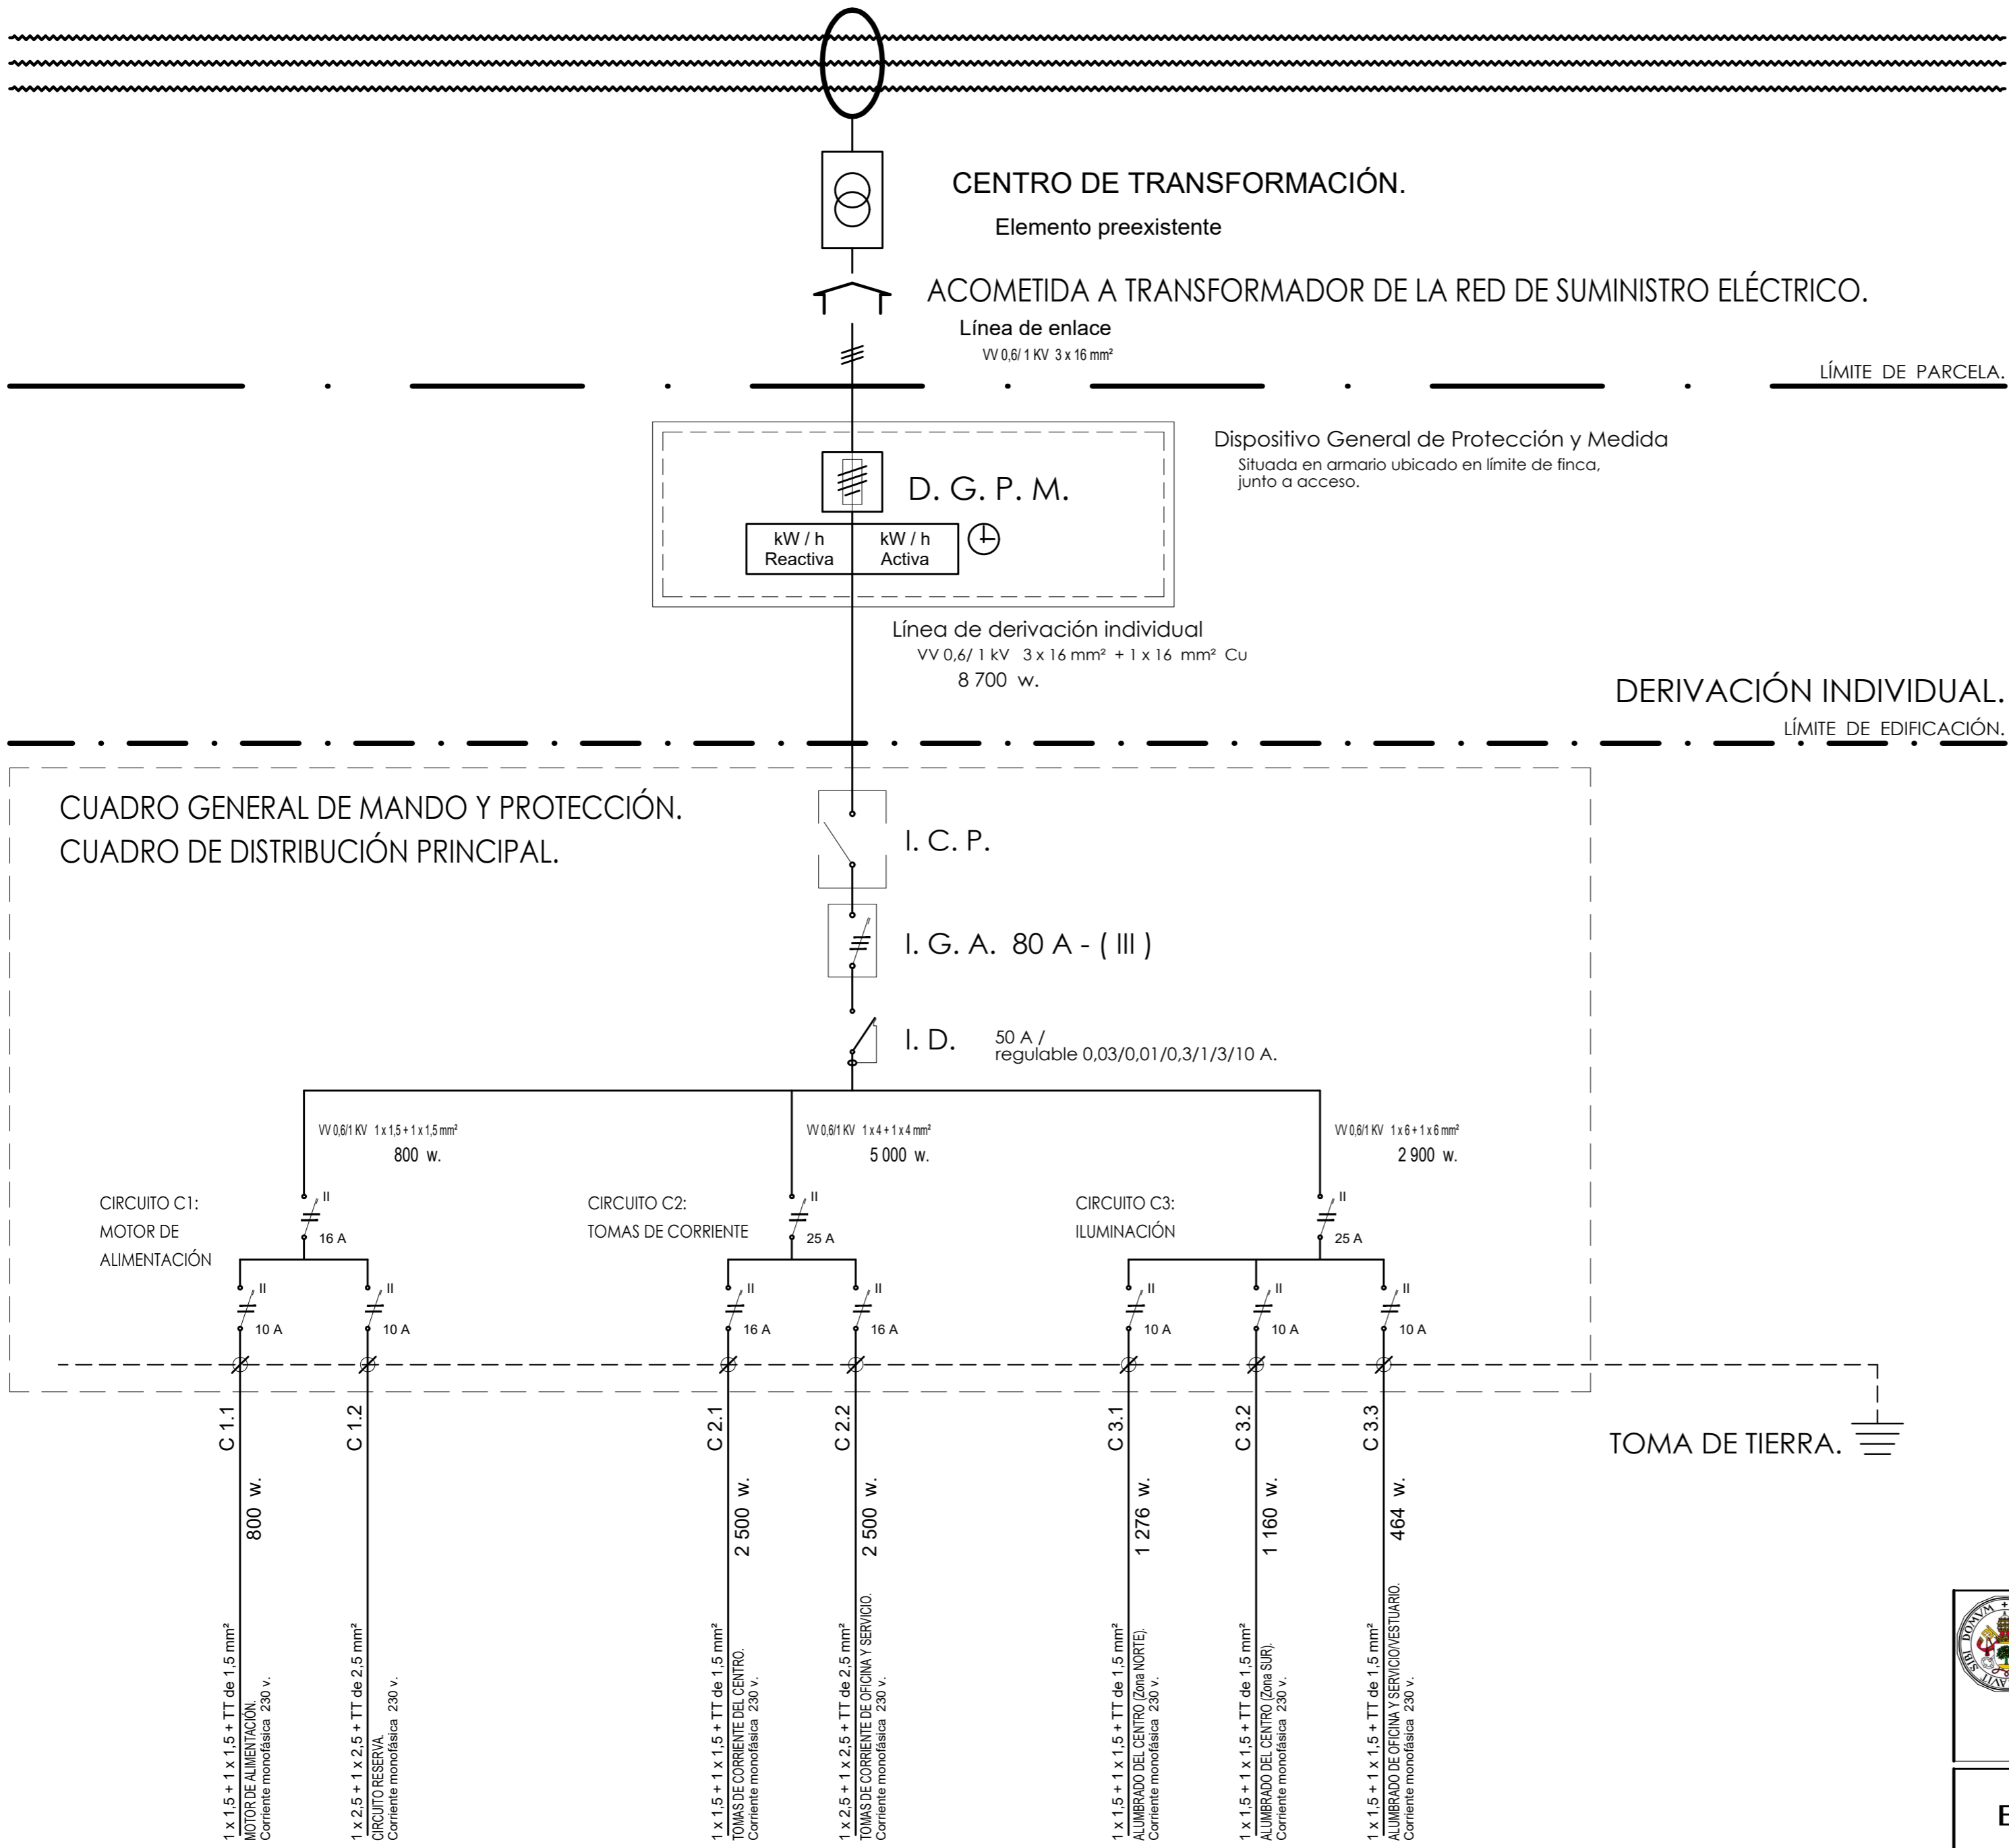 CENTRO DE TRANSFORMACIÓN.
Elemento preexistente
ACOMETIDA A TRANSFORMADOR DE LA RED DE SUMINISTRO ELÉCTRICO.
Línea de enlace
VV 0,6/ 1 KV 3 x 16 mm²
LÍMITE DE PARCELA.
Dispositivo General de Protección y Medida
Situada en armario ubicado en límite de finca,
junto a acceso.
D. G. P. M.
kW / h
Reactiva
kW / h
Activa
Línea de derivación individual
VV 0,6/ 1 kV 3 x 16 mm² + 1 x 16 mm² Cu
8 700 w.
DERIVACIÓN INDIVIDUAL.
LÍMITE DE EDIFICACIÓN.
CUADRO GENERAL DE MANDO Y PROTECCIÓN.
CUADRO DE DISTRIBUCIÓN PRINCIPAL.
I. C. P.
I. G. A. 80 A - ( III )
I. D.
50 A /
regulable 0,03/0,01/0,3/1/3/10 A.
VV 0,6/1 KV 1 x 1,5 + 1 x 1,5 mm²
800 w.
VV 0,6/1 KV 1 x 4 + 1 x 4 mm²
5 000 w.
VV 0,6/1 KV 1 x 6 + 1 x 6 mm²
2 900 w.
CIRCUITO C1:
MOTOR DE
ALIMENTACIÓN
II
16 A
CIRCUITO C2:
TOMAS DE CORRIENTE
II
25 A
CIRCUITO C3:
ILUMINACIÓN
II
25 A
II
10 A
II
10 A
II
16 A
II
16 A
II
10 A
II
10 A
II
10 A
TOMA DE TIERRA.
C 1.1
800 w.
1 x 1,5 + 1 x 1,5 + TT de 1,5 mm²
MOTOR DE ALIMENTACIÓN.
Corriente monofásica 230 v.
C 1.2
1 x 2,5 + 1 x 2,5 + TT de 2,5 mm²
CIRCUITO RESERVA.
Corriente monofásica 230 v.
C 2.1
2 500 w.
1 x 1,5 + 1 x 1,5 + TT de 1,5 mm²
TOMAS DE CORRIENTE DEL CENTRO.
Corriente monofásica 230 v.
C 2.2
2 500 w.
1 x 2,5 + 1 x 2,5 + TT de 2,5 mm²
TOMAS DE CORRIENTE DE OFICINA Y SERVICIO.
Corriente monofásica 230 v.
C 3.1
1 276 w.
1 x 1,5 + 1 x 1,5 + TT de 1,5 mm²
ALUMBRADO DEL CENTRO (Zona NORTE).
Corriente monofásica 230 v.
C 3.2
1 160 w.
1 x 1,5 + 1 x 1,5 + TT de 1,5 mm²
ALUMBRADO DEL CENTRO (Zona SUR).
Corriente monofásica 230 v.
C 3.3
464 w.
1 x 1,5 + 1 x 1,5 + TT de 1,5 mm²
ALUMBRADO DE OFICINA Y SERVICIO/VESTUARIO.
Corriente monofásica 230 v.
SIBI DOMVM